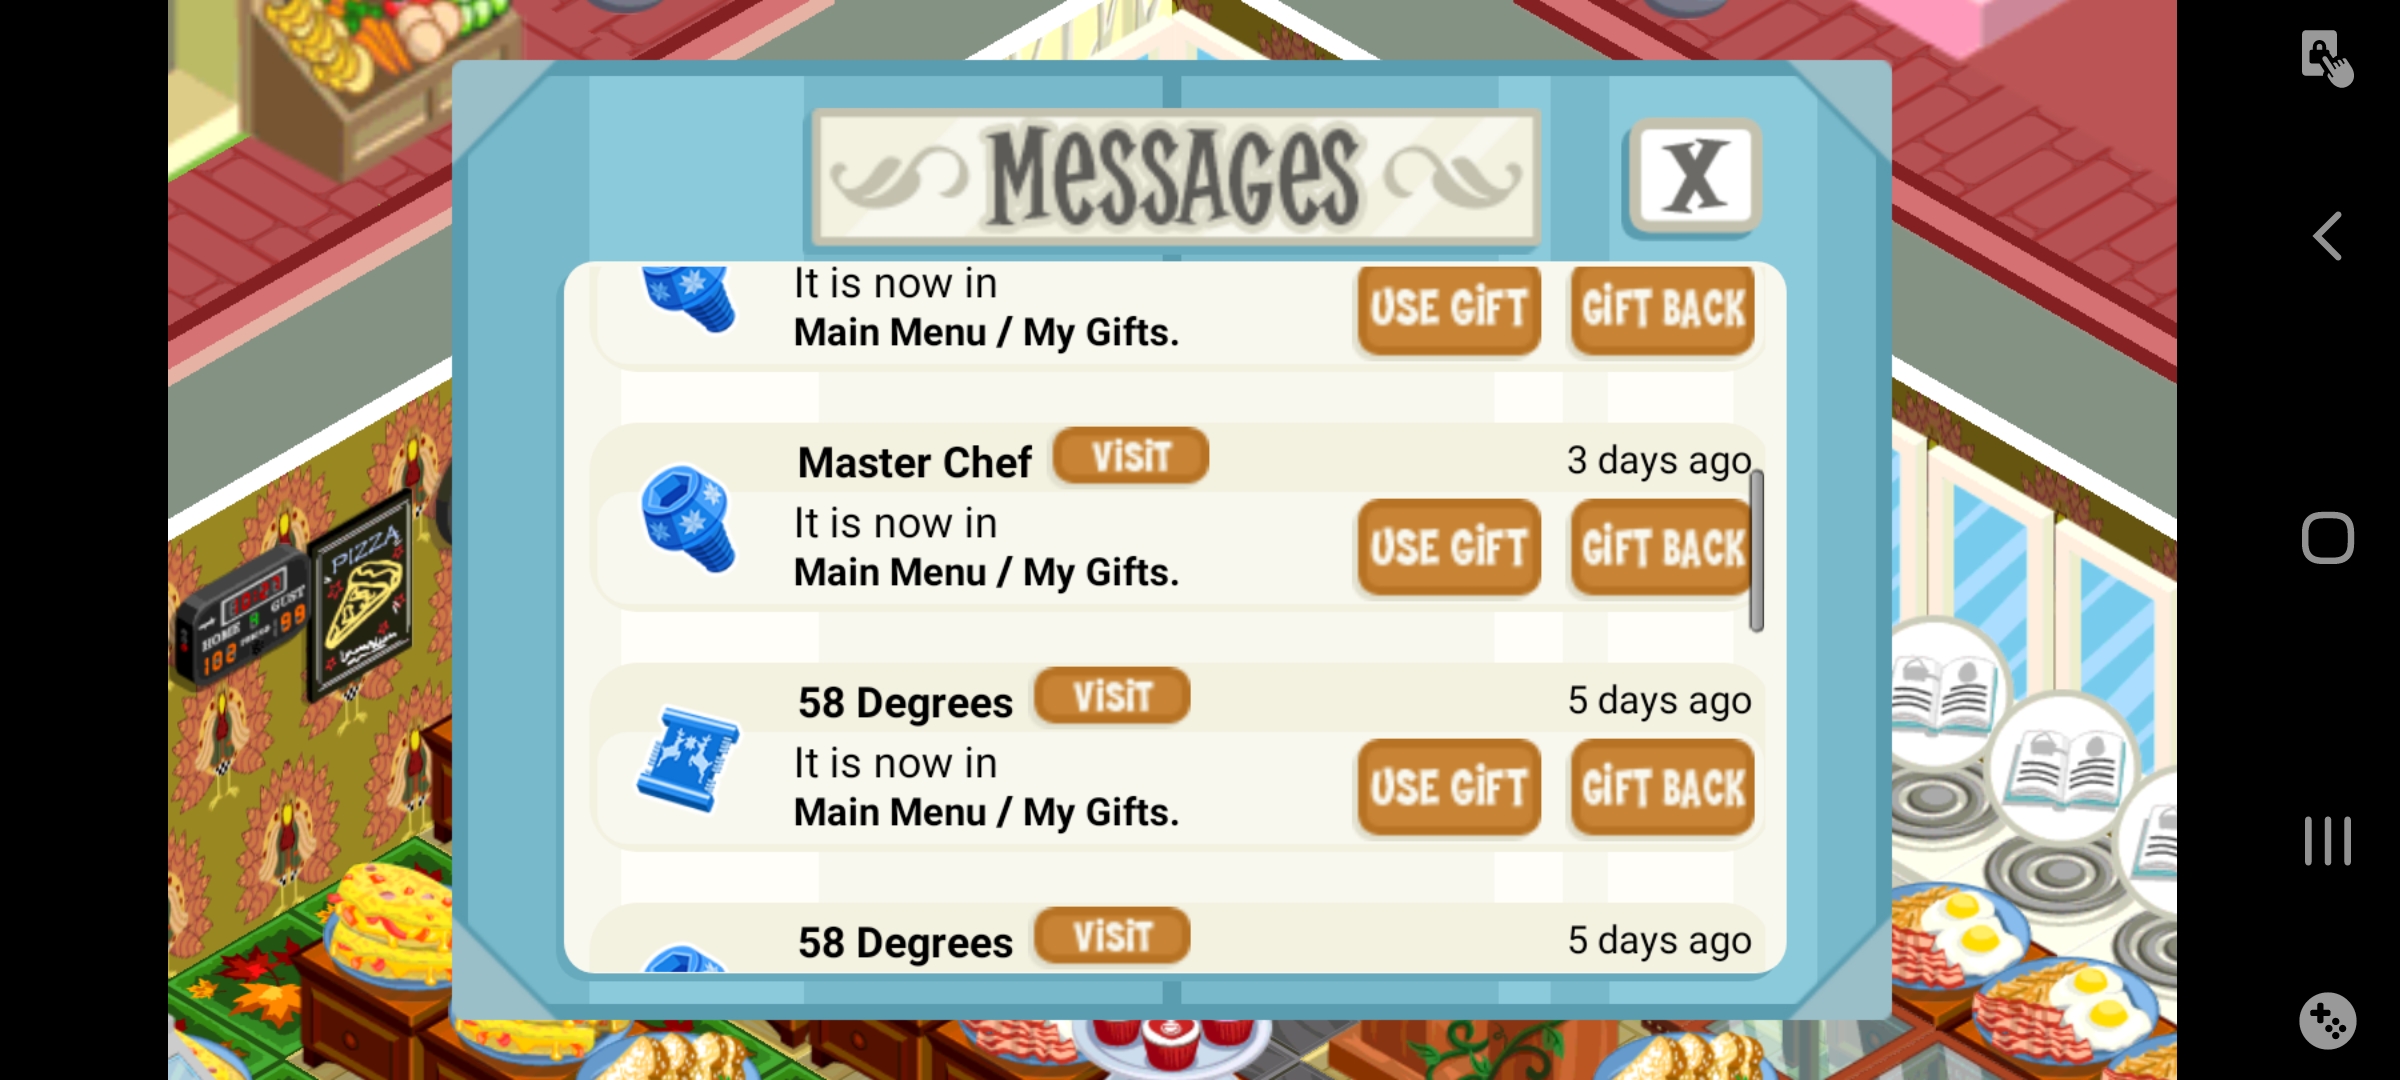 MESSAGES
X
It is now in
Main Menu / My Gifts.
USE GIFT
GIFT BACK
Master Chef
VISIT
3 days ago
It is now in
Main Menu / My Gifts.
USE GIFT
GIFT BACK
58 Degrees
VISIT
5 days ago
It is now in
Main Menu / My Gifts.
USE GIFT
GIFT BACK
58 Degrees
VISIT
5 days ago
PIZZA
HOME
GUST
102
99